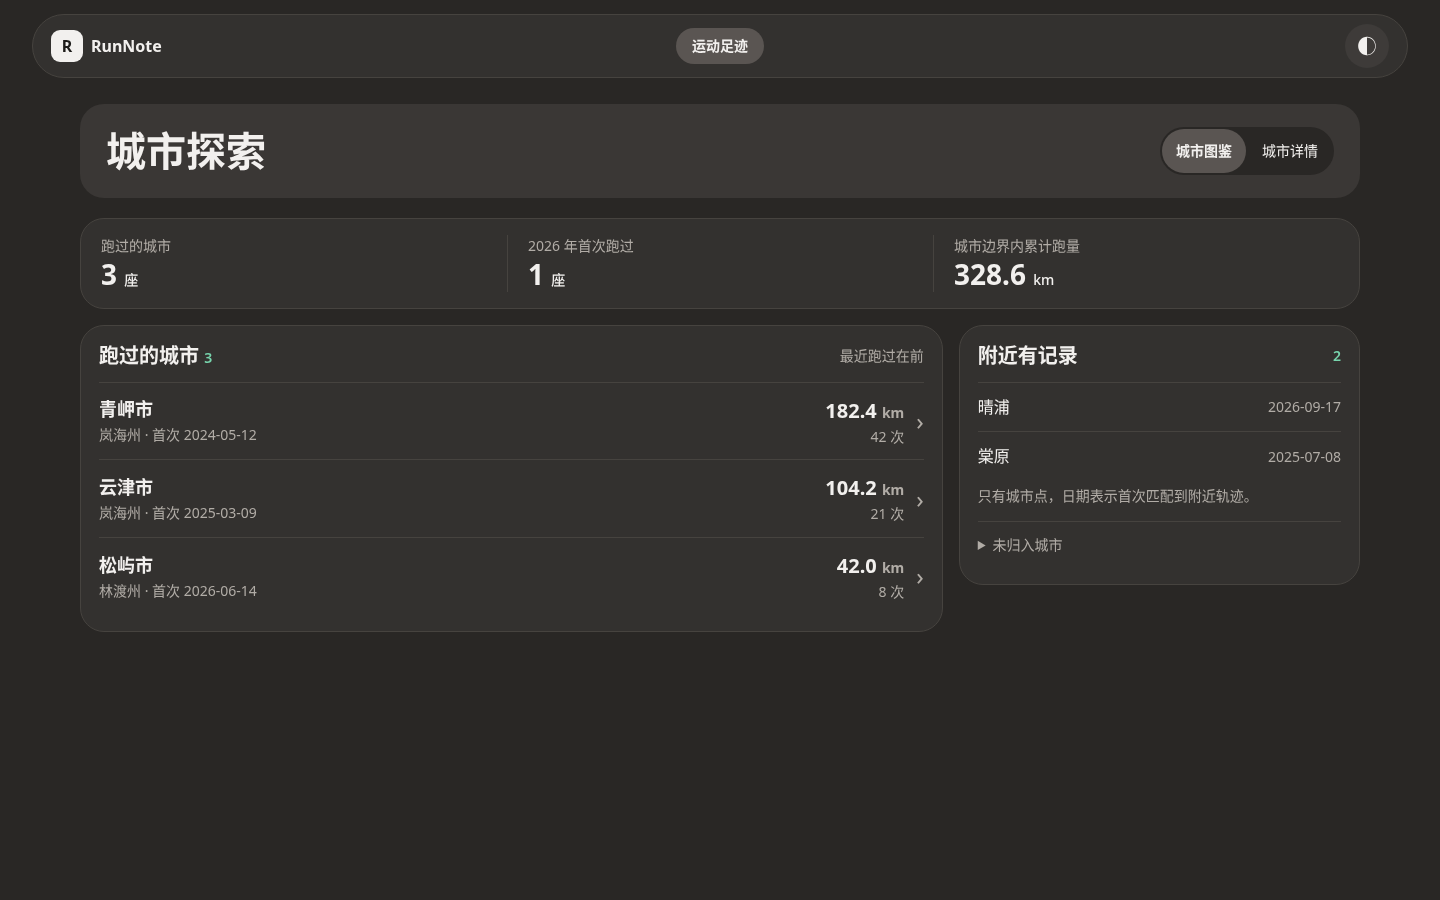 R RunNote
运动足迹
城市探索
城市图鉴
城市详情
跑过的城市
3 座
2026 年首次跑过
1 座
城市边界内累计跑量
328.6 km
跑过的城市 3
最近跑过在前
青岬市
岚海州 · 首次 2024-05-12
182.4 km
42 次
云津市
岚海州 · 首次 2025-03-09
104.2 km
21 次
松屿市
林渡州 · 首次 2026-06-14
42.0 km
8 次
附近有记录
2
晴浦
2026-09-17
棠原
2025-07-08
只有城市点，日期表示首次匹配到附近轨迹。
未归入城市